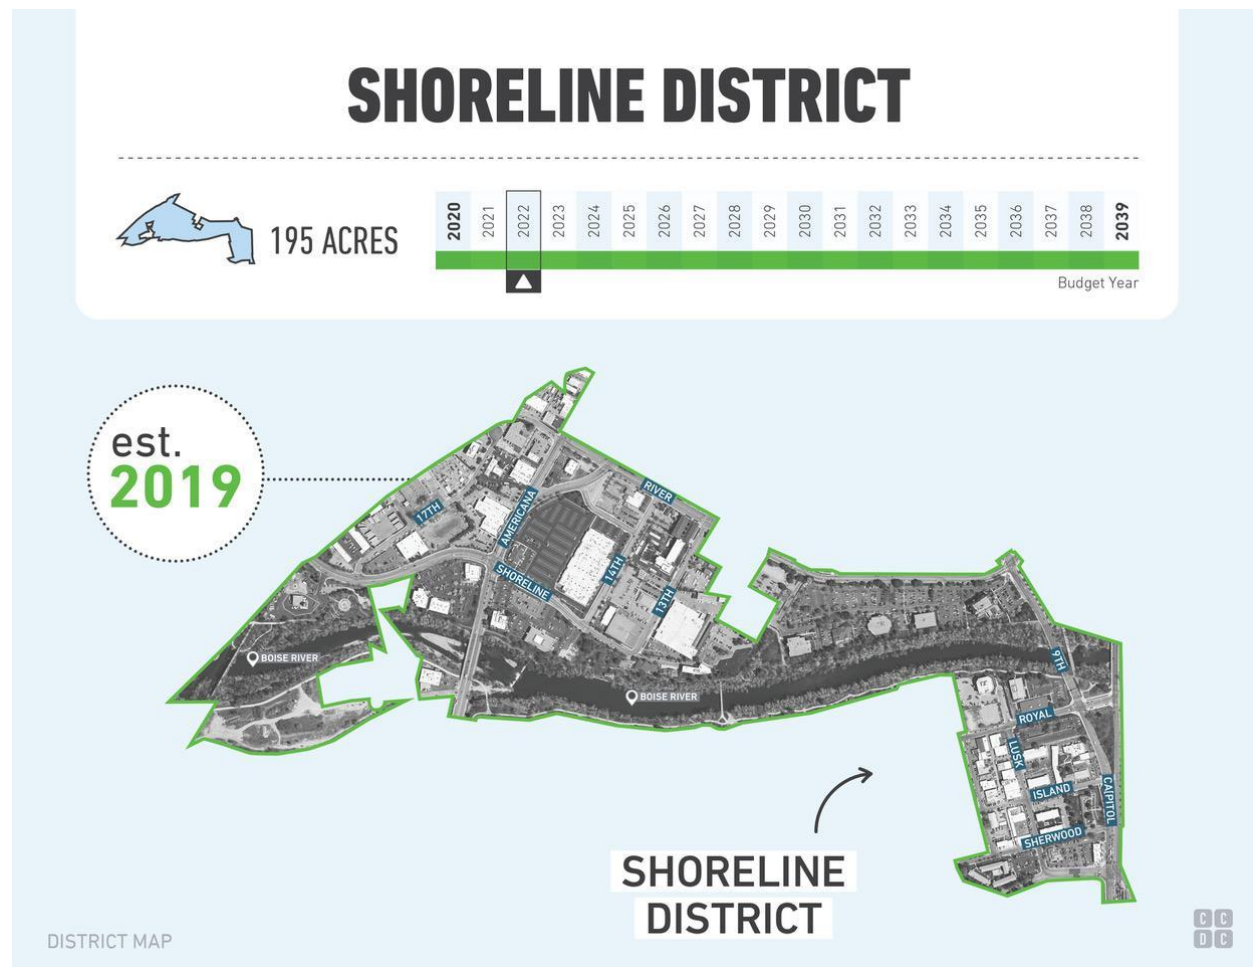 SHORELINE DISTRICT
195 ACRES
2020 2021 2022 2023 2024 2025 2026 2027 2028 2029 2030 2031 2032 2033 2034 2035 2036 2037 2038 2039
Budget Year
est.
2019
17TH
AMERICANA
RIVER
SHORELINE
14TH
13TH
BOISE RIVER
BOISE RIVER
9TH
ROYAL
LUSK
ISLAND
CAPITOL
SHERWOOD
SHORELINE
DISTRICT
DISTRICT MAP
C C
D C